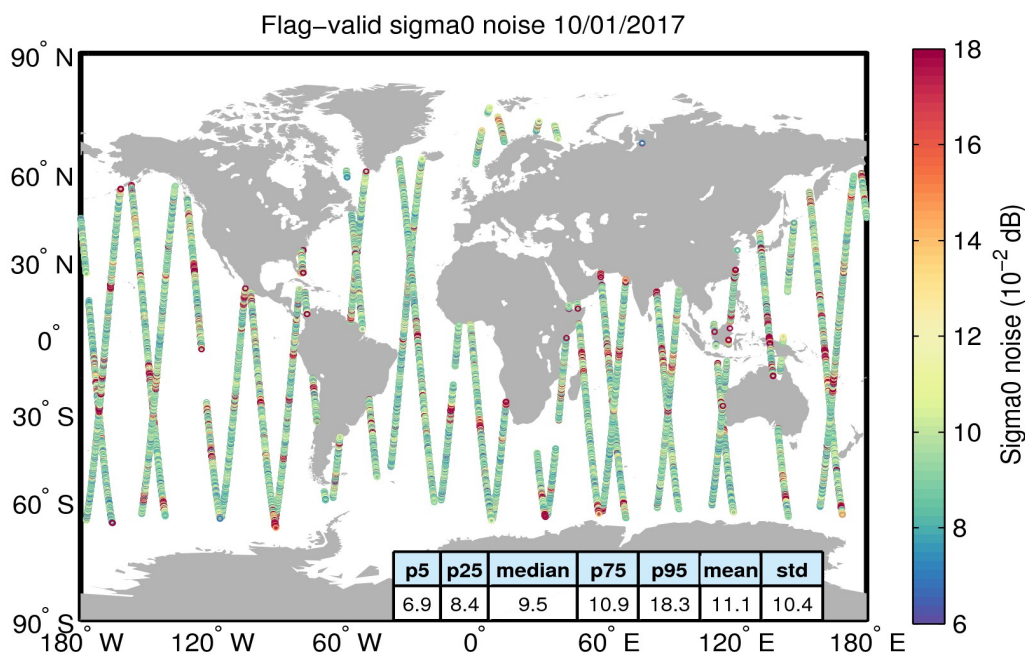 Flag−valid sigma0 noise 10/01/2017
90° N
60° N
30° N
0°
30° S
60° S
90° S
180° W
120° W
60° W
0°
60° E
120° E
180° E
p5 p25 median p75 p95 mean std
6.9 8.4 9.5 10.9 18.3 11.1 10.4
18
16
14
12
10
8
6
Sigma0 noise (10⁻² dB)